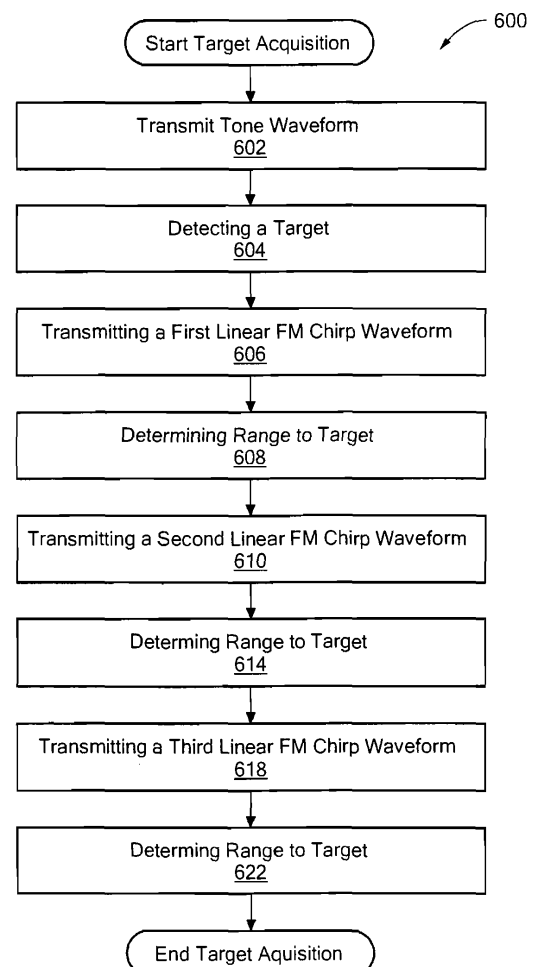 600
Start Target Acquisition
Transmit Tone Waveform
602
Detecting a Target
604
Transmitting a First Linear FM Chirp Waveform
606
Determining Range to Target
608
Transmitting a Second Linear FM Chirp Waveform
610
Determing Range to Target
614
Transmitting a Third Linear FM Chirp Waveform
618
Determing Range to Target
622
End Target Aquisition